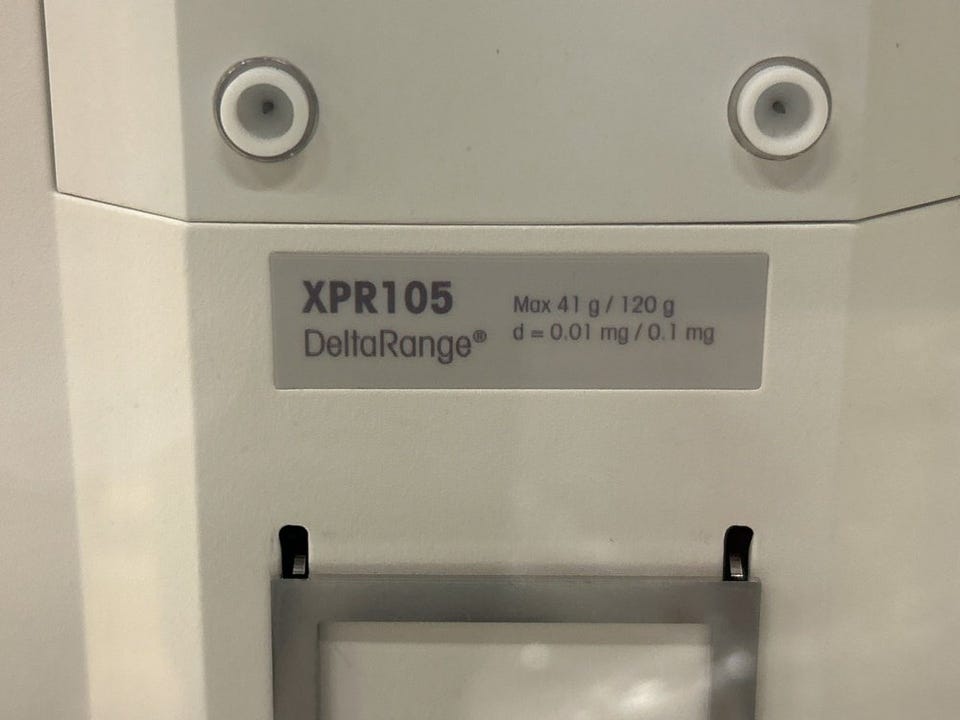 XPR105
DeltaRange®
Max 41 g / 120 g
d = 0.01 mg / 0.1 mg